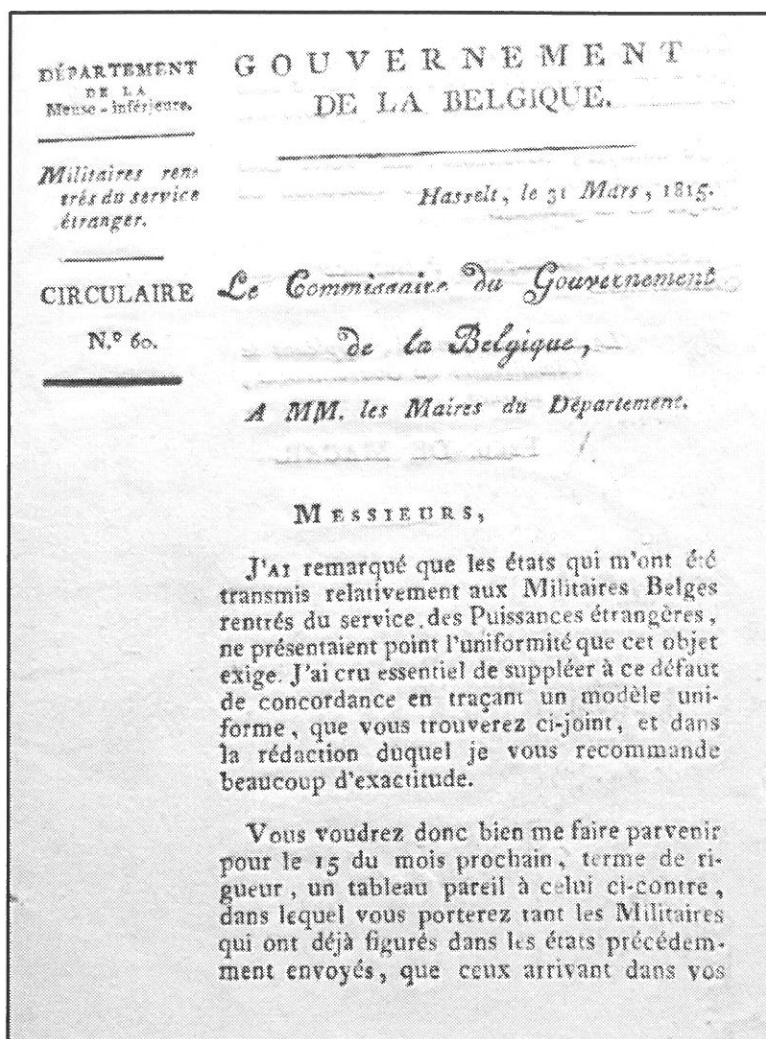 DÉPARTEMENT
DE LA
Meuse-inférieure.
Militaires ren-
trés du service
étranger.
CIRCULAIRE
N.º 60.
GOUVERNEMENT
DE LA BELGIQUE.
Hasselt, le 31 Mars, 1815.
Le Commissaire du Gouvernement
de la Belgique,
A MM. les Maires du Département.
MESSIEURS,
J'AI remarqué que les états qui m'ont été
transmis relativement aux Militaires Belges
rentrés du service des Puissances étrangères,
ne présentaient point l'uniformité que cet objet
exige. J'ai cru essentiel de suppléer à ce défaut
de concordance en traçant un modèle uni-
forme, que vous trouverez ci-joint, et dans
la rédaction duquel je vous recommande
beaucoup d'exactitude.
Vous voudrez donc bien me faire parvenir
pour le 15 du mois prochain, terme de ri-
gueur, un tableau pareil à celui ci-contre,
dans lequel vous porterez tant les Militaires
qui ont déjà figurés dans les états précédem-
ment envoyés, que ceux arrivant dans vos